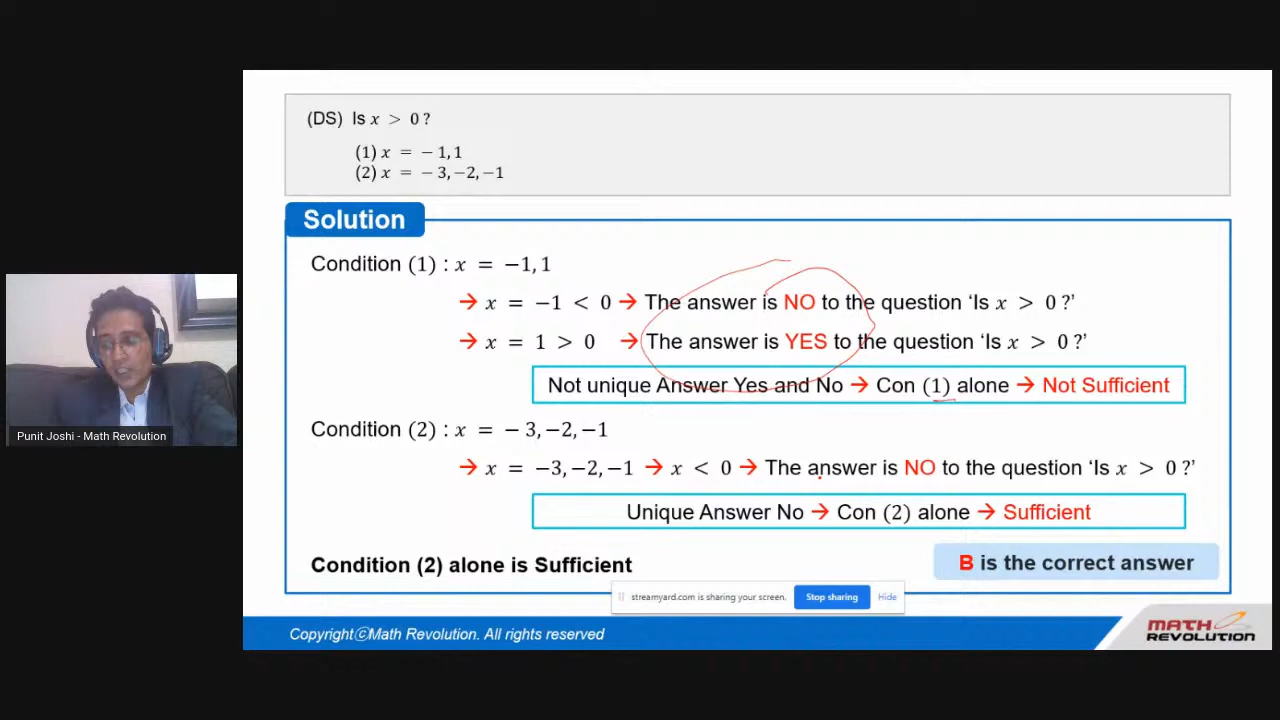 (DS) Is x > 0 ?
(1) x = − 1, 1
(2) x = − 3, −2, −1
Solution
Condition (1) : x = −1, 1
→ x = −1 < 0 → The answer is NO to the question ‘Is x > 0 ?’
→ x = 1 > 0 → The answer is YES to the question ‘Is x > 0 ?’
Not unique Answer Yes and No → Con (1) alone → Not Sufficient
Condition (2) : x = − 3, −2, −1
→ x = −3, −2, −1 → x < 0 → The answer is NO to the question ‘Is x > 0 ?’
Unique Answer No → Con (2) alone → Sufficient
Condition (2) alone is Sufficient
B is the correct answer
streamyard.com is sharing your screen.
Stop sharing
Hide
CopyrightⓒMath Revolution. All rights reserved
MATH
REVOLUTION
Punit Joshi - Math Revolution